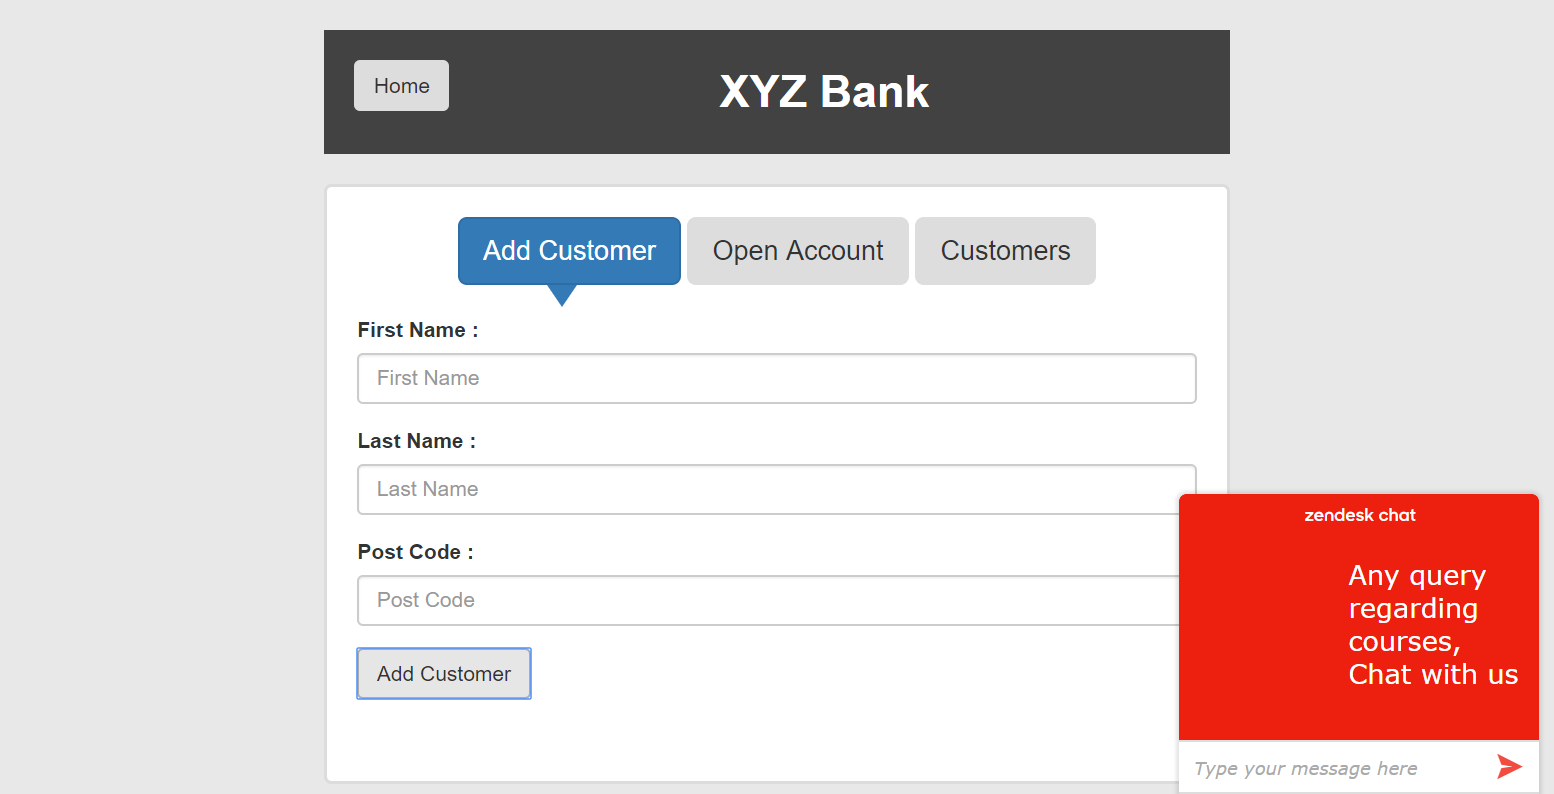 Home
XYZ Bank
Add Customer
Open Account
Customers
First Name :
First Name
Last Name :
Last Name
Post Code :
Post Code
Add Customer
zendesk chat
Any query
regarding
courses,
Chat with us
Type your message here